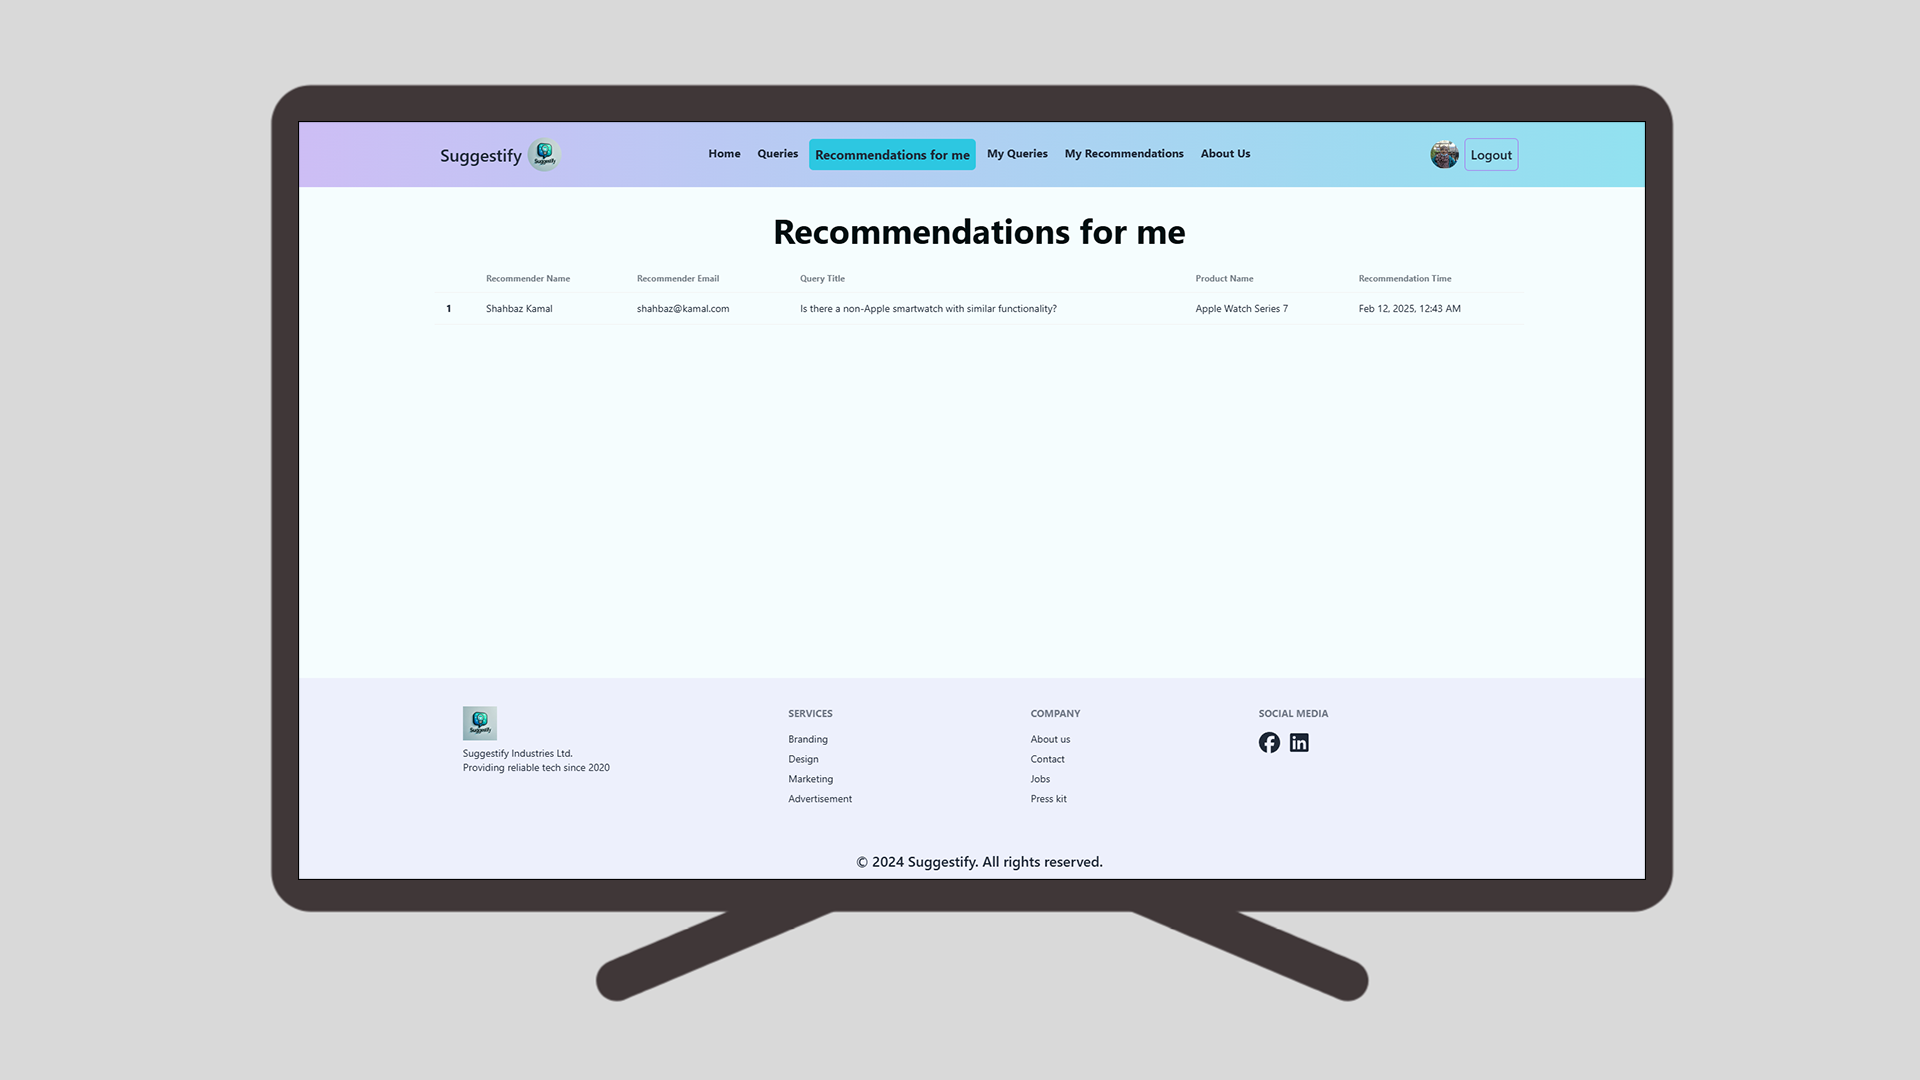 Suggestify
Suggestify
Home
Queries
Recommendations for me
My Queries
My Recommendations
About Us
Logout
Recommendations for me
Recommender Name
Recommender Email
Query Title
Product Name
Recommendation Time
1
Shahbaz Kamal
shahbaz@kamal.com
Is there a non-Apple smartwatch with similar functionality?
Apple Watch Series 7
Feb 12, 2025, 12:43 AM
Suggestify
Suggestify Industries Ltd.
Providing reliable tech since 2020
SERVICES
Branding
Design
Marketing
Advertisement
COMPANY
About us
Contact
Jobs
Press kit
SOCIAL MEDIA
© 2024 Suggestify. All rights reserved.